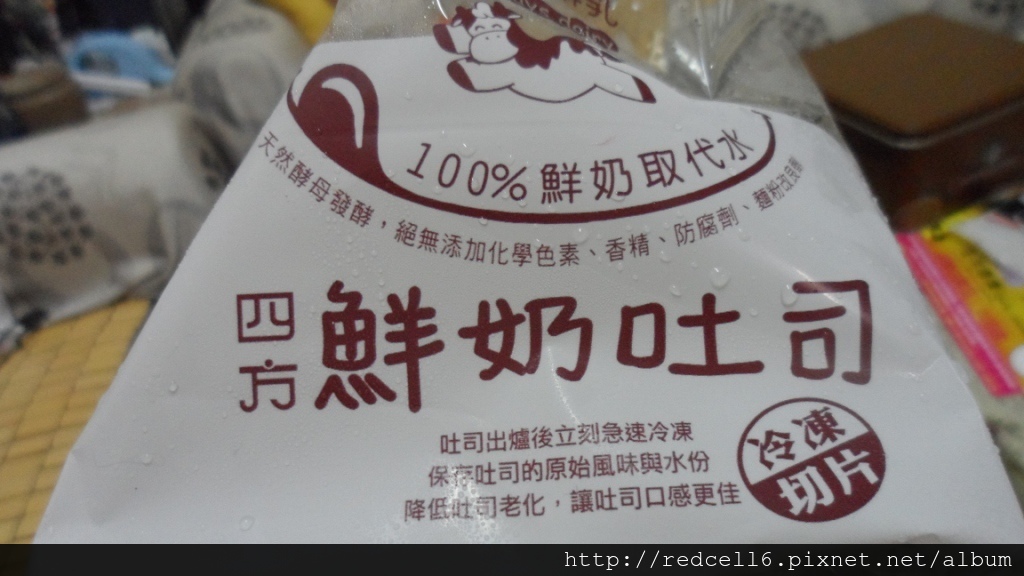 100%鮮奶取代水
天然酵母發酵，絕無添加化學色素、香精、防腐劑、麵粉改良劑
四方
鮮奶吐司
吐司出爐後立刻急速冷凍
保存吐司的原始風味與水份
降低吐司老化，讓吐司口感更佳
冷凍
切片
http://redcell6.pixnet.net/album